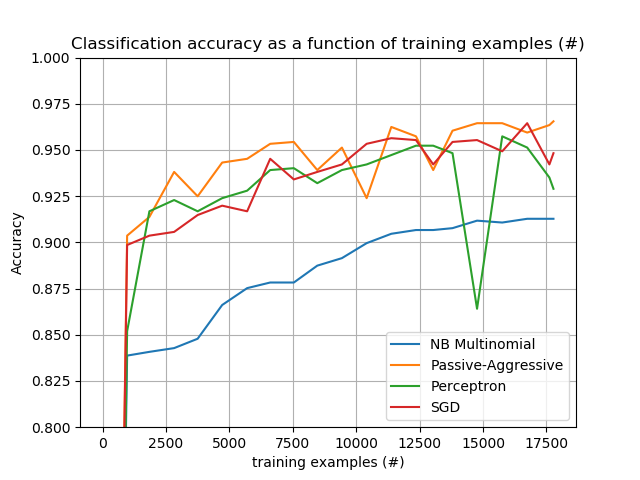 Classification accuracy as a function of training examples (#)
1.000
0.975
0.950
0.925
0.900
0.875
0.850
0.825
0.800
Accuracy
NB Multinomial
Passive-Aggressive
Perceptron
SGD
0 2500 5000 7500 10000 12500 15000 17500
training examples (#)